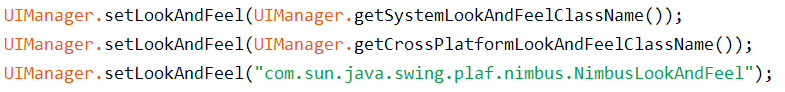 UIManager.setLookAndFeel(UIManager.getSystemLookAndFeelClassName());
UIManager.setLookAndFeel(UIManager.getCrossPlatformLookAndFeelClassName());
UIManager.setLookAndFeel("com.sun.java.swing.plaf.nimbus.NimbusLookAndFeel");